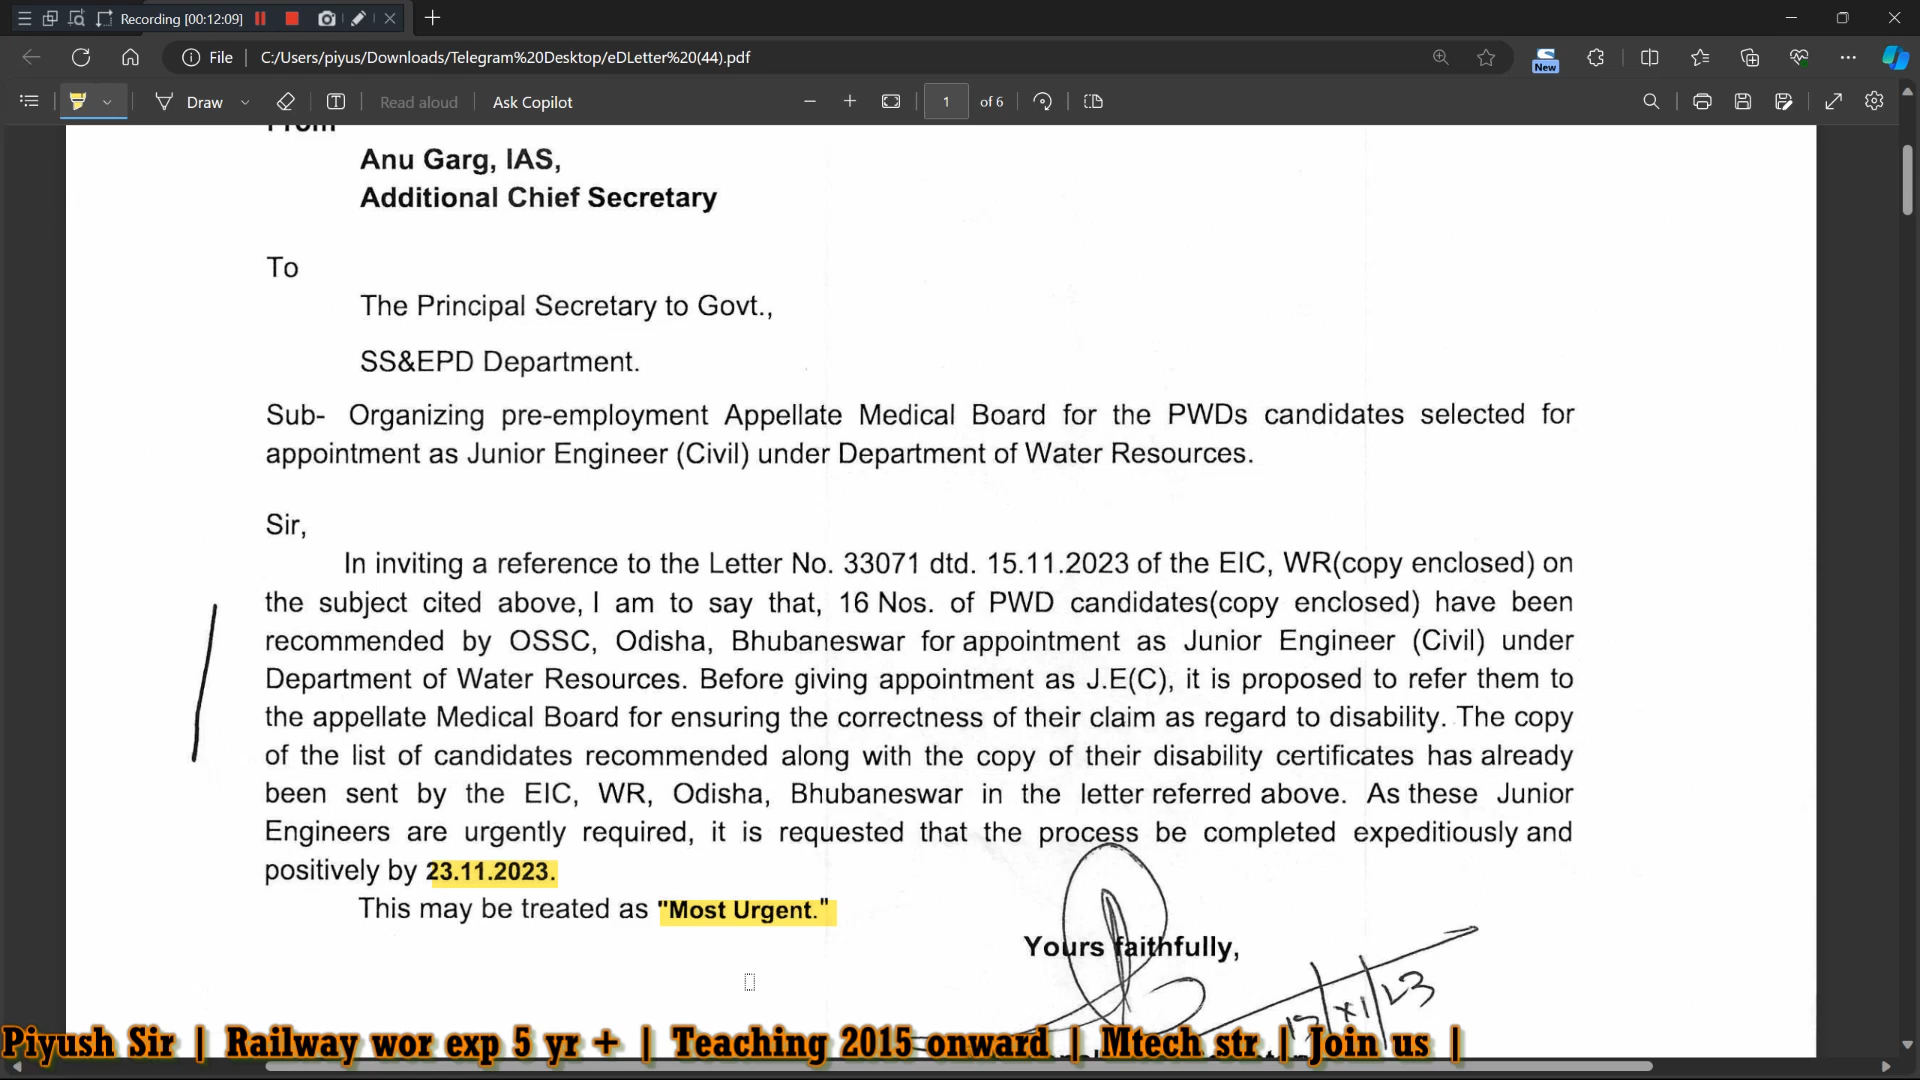 Recording [00:12:09]
File C:/Users/piyus/Downloads/Telegram%20Desktop/eDLetter%20(44).pdf
New
Draw Read aloud Ask Copilot 1 of 6
From
Anu Garg, IAS,
Additional Chief Secretary
To
The Principal Secretary to Govt.,
SS&EPD Department.
Sub- Organizing pre-employment Appellate Medical Board for the PWDs candidates selected for
appointment as Junior Engineer (Civil) under Department of Water Resources.
Sir,
In inviting a reference to the Letter No. 33071 dtd. 15.11.2023 of the EIC, WR(copy enclosed) on
the subject cited above, I am to say that, 16 Nos. of PWD candidates(copy enclosed) have been
recommended by OSSC, Odisha, Bhubaneswar for appointment as Junior Engineer (Civil) under
Department of Water Resources. Before giving appointment as J.E(C), it is proposed to refer them to
the appellate Medical Board for ensuring the correctness of their claim as regard to disability. The copy
of the list of candidates recommended along with the copy of their disability certificates has already
been sent by the EIC, WR, Odisha, Bhubaneswar in the letter referred above. As these Junior
Engineers are urgently required, it is requested that the process be completed expeditiously and
positively by 23.11.2023.
This may be treated as "Most Urgent."
Yours faithfully,
Piyush Sir | Railway wor exp 5 yr + | Teaching 2015 onward | Mtech str | Join us |